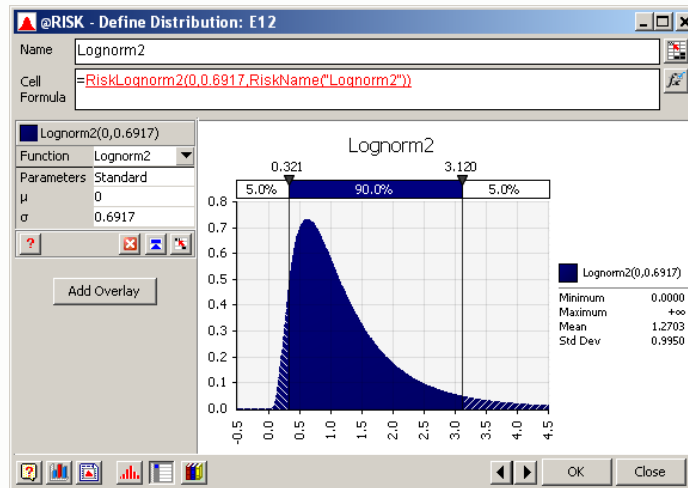 @RISK - Define Distribution: E12
Name Lognorm2
Cell Formula =RiskLognorm2(0,0.6917,RiskName("Lognorm2"))
Lognorm2(0,0.6917)
Function Lognorm2
Parameters Standard
μ 0
σ 0.6917
Add Overlay
Lognorm2
0.321 3.120
5.0% 90.0% 5.0%
0.8
0.7
0.6
0.5
0.4
0.3
0.2
0.1
0.0
-0.5 0.0 0.5 1.0 1.5 2.0 2.5 3.0 3.5 4.0 4.5
Lognorm2(0,0.6917)
Minimum 0.0000
Maximum +∞
Mean 1.2703
Std Dev 0.9950
OK Close